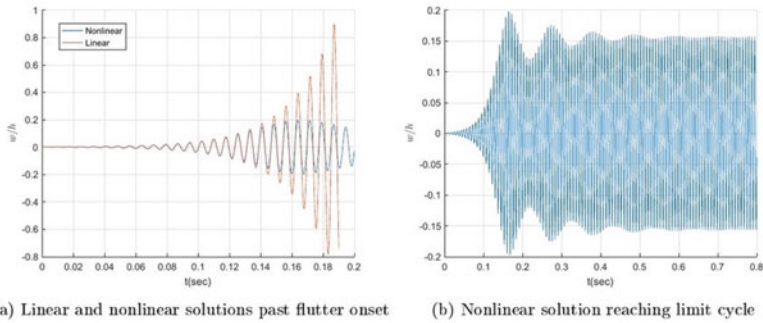 1
0.8
0.6
0.4
0.2
0
-0.2
-0.4
-0.6
-0.8
w/h
Nonlinear
Linear
0 0.02 0.04 0.06 0.08 0.1 0.12 0.14 0.16 0.18 0.2
t(sec)
a) Linear and nonlinear solutions past flutter onset
0.2
0.15
0.1
0.05
0
-0.05
-0.1
-0.15
-0.2
w/h
0 0.1 0.2 0.3 0.4 0.5 0.6 0.7 0.8
t(sec)
(b) Nonlinear solution reaching limit cycle